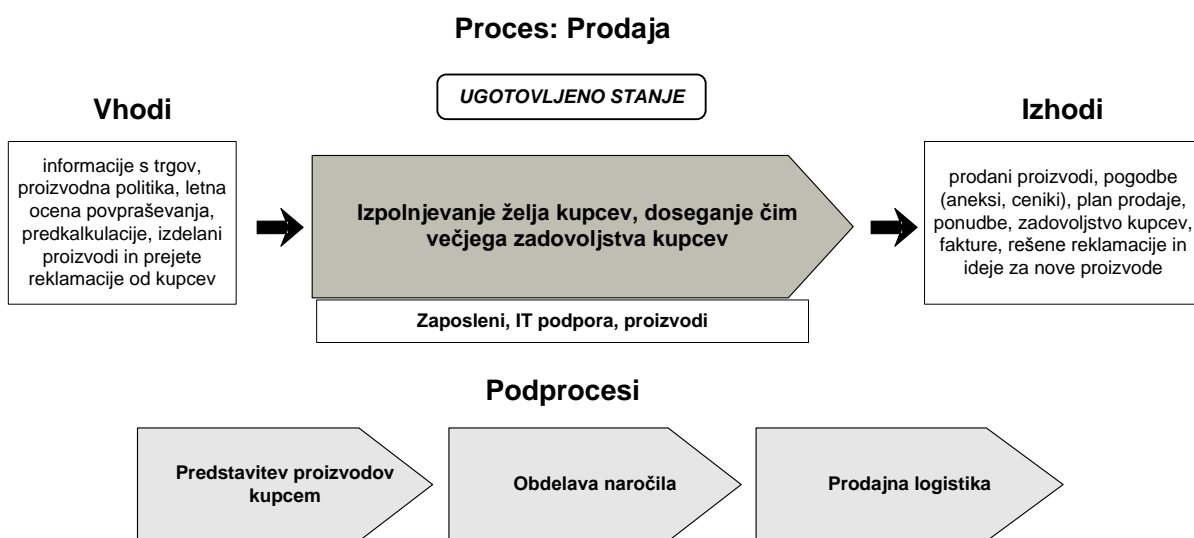 Proces: Prodaja
UGOTOVLJENO STANJE
Vhodi
informacije s trgov,
proizvodna politika, letna
ocena povpraševanja,
predkalkulacije, izdelani
proizvodi in prejete
reklamacije od kupcev
Izpolnjevanje želja kupcev, doseganje čim
večjega zadovoljstva kupcev
Zaposleni, IT podpora, proizvodi
Izhodi
prodani proizvodi, pogodbe
(aneksi, ceniki), plan prodaje,
ponudbe, zadovoljstvo kupcev,
fakture, rešene reklamacije in
ideje za nove proizvode
Podprocesi
Predstavitev proizvodov
kupcem
Obdelava naročila
Prodajna logistika